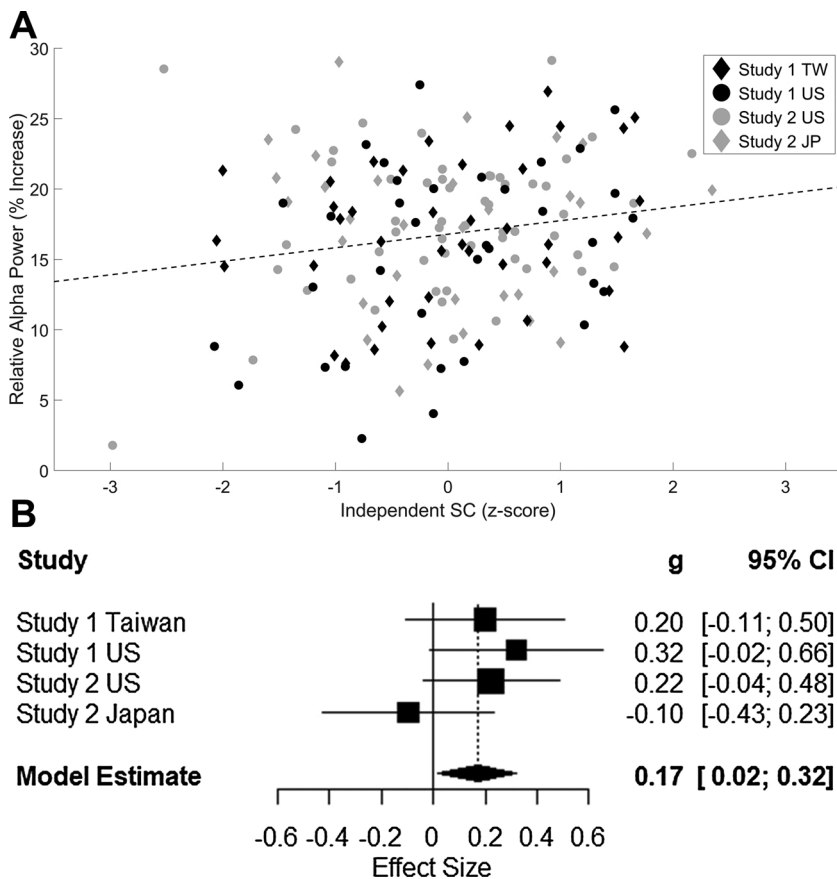 A
30
25
20
15
10
5
0
Relative Alpha Power (% Increase)
Study 1 TW
Study 1 US
Study 2 US
Study 2 JP
-3 -2 -1 0 1 2 3
Independent SC (z-score)
B
Study g 95% CI
Study 1 Taiwan 0.20 [-0.11; 0.50]
Study 1 US 0.32 [-0.02; 0.66]
Study 2 US 0.22 [-0.04; 0.48]
Study 2 Japan -0.10 [-0.43; 0.23]
Model Estimate 0.17 [ 0.02; 0.32]
-0.6 -0.4 -0.2 0 0.2 0.4 0.6
Effect Size